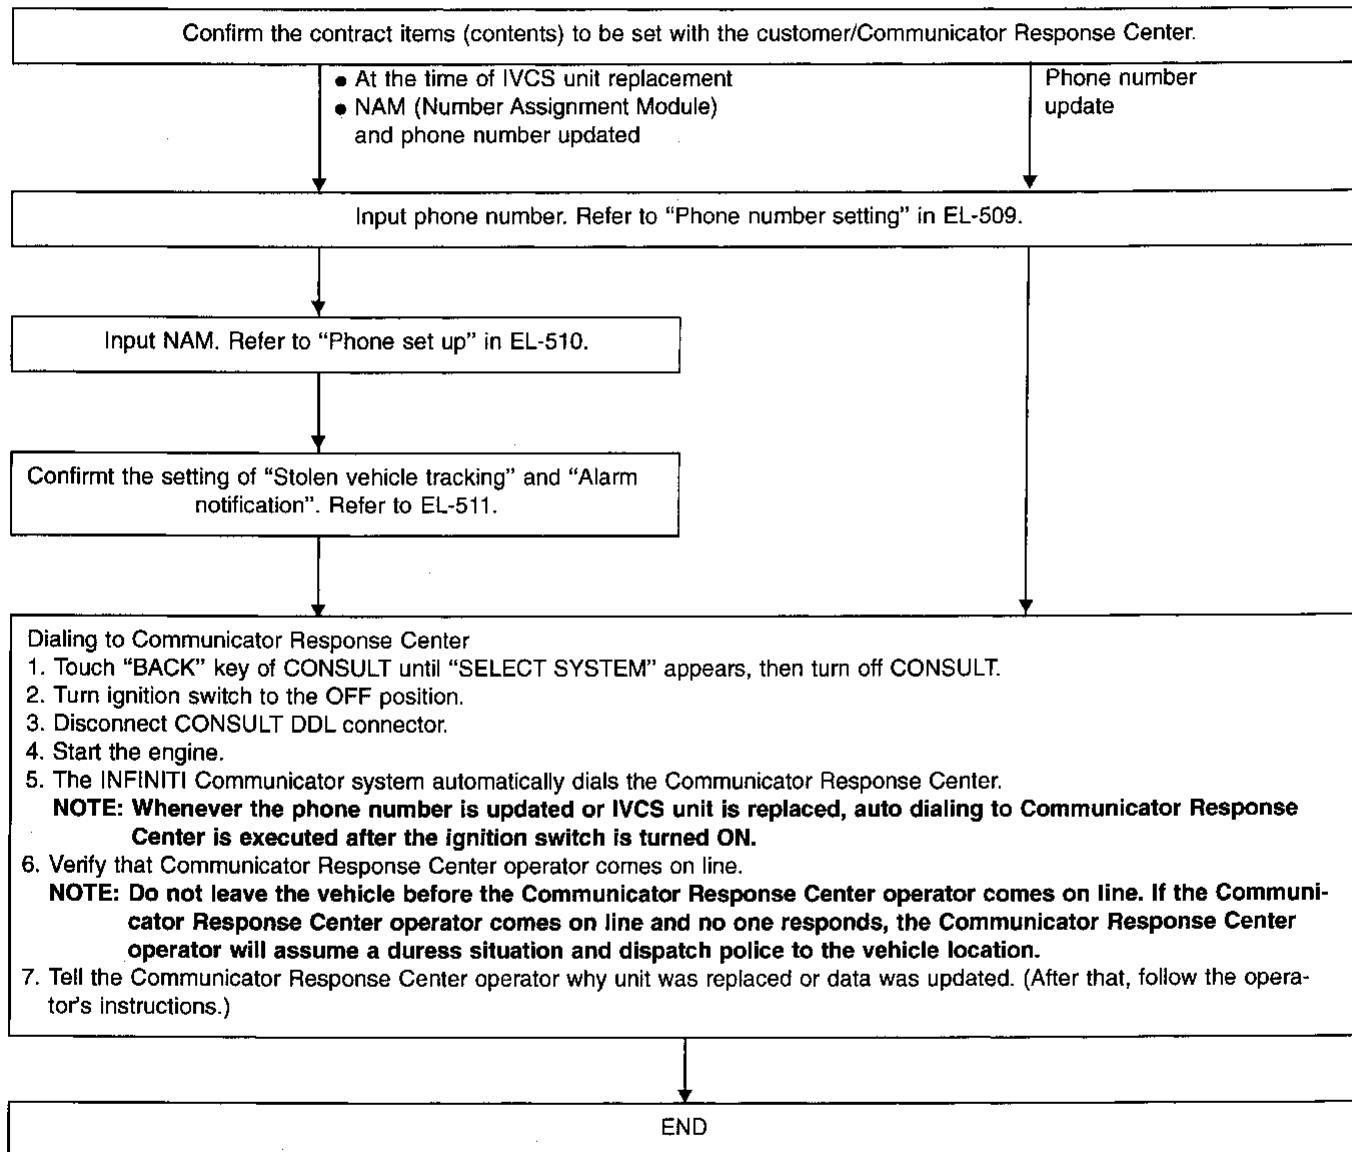 Confirm the contract items (contents) to be set with the customer/Communicator Response Center.
● At the time of IVCS unit replacement
● NAM (Number Assignment Module)
and phone number updated
Phone number
update
Input phone number. Refer to “Phone number setting” in EL-509.
Input NAM. Refer to “Phone set up” in EL-510.
Confirmt the setting of “Stolen vehicle tracking” and “Alarm
notification”. Refer to EL-511.
Dialing to Communicator Response Center
1. Touch “BACK” key of CONSULT until “SELECT SYSTEM” appears, then turn off CONSULT.
2. Turn ignition switch to the OFF position.
3. Disconnect CONSULT DDL connector.
4. Start the engine.
5. The INFINITI Communicator system automatically dials the Communicator Response Center.
NOTE: Whenever the phone number is updated or IVCS unit is replaced, auto dialing to Communicator Response
Center is executed after the ignition switch is turned ON.
6. Verify that Communicator Response Center operator comes on line.
NOTE: Do not leave the vehicle before the Communicator Response Center operator comes on line. If the Communi-
cator Response Center operator comes on line and no one responds, the Communicator Response Center
operator will assume a duress situation and dispatch police to the vehicle location.
7. Tell the Communicator Response Center operator why unit was replaced or data was updated. (After that, follow the opera-
tor's instructions.)
END